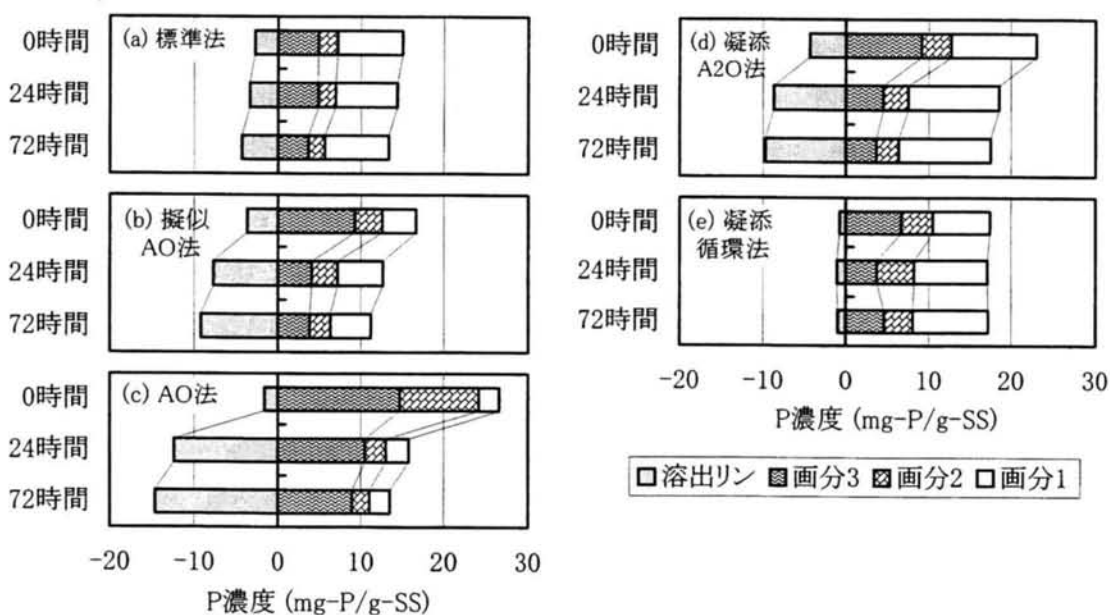 (a) 標準法
0時間
24時間
72時間
(b) 擬似
AO法
0時間
24時間
72時間
(c) AO法
0時間
24時間
72時間
-20 -10 0 10 20 30
P濃度 (mg-P/g-SS)
(d) 凝添
A2O法
0時間
24時間
72時間
(e) 凝添
循環法
0時間
24時間
72時間
-20 -10 0 10 20 30
P濃度 (mg-P/g-SS)
溶出リン 画分3 画分2 画分1